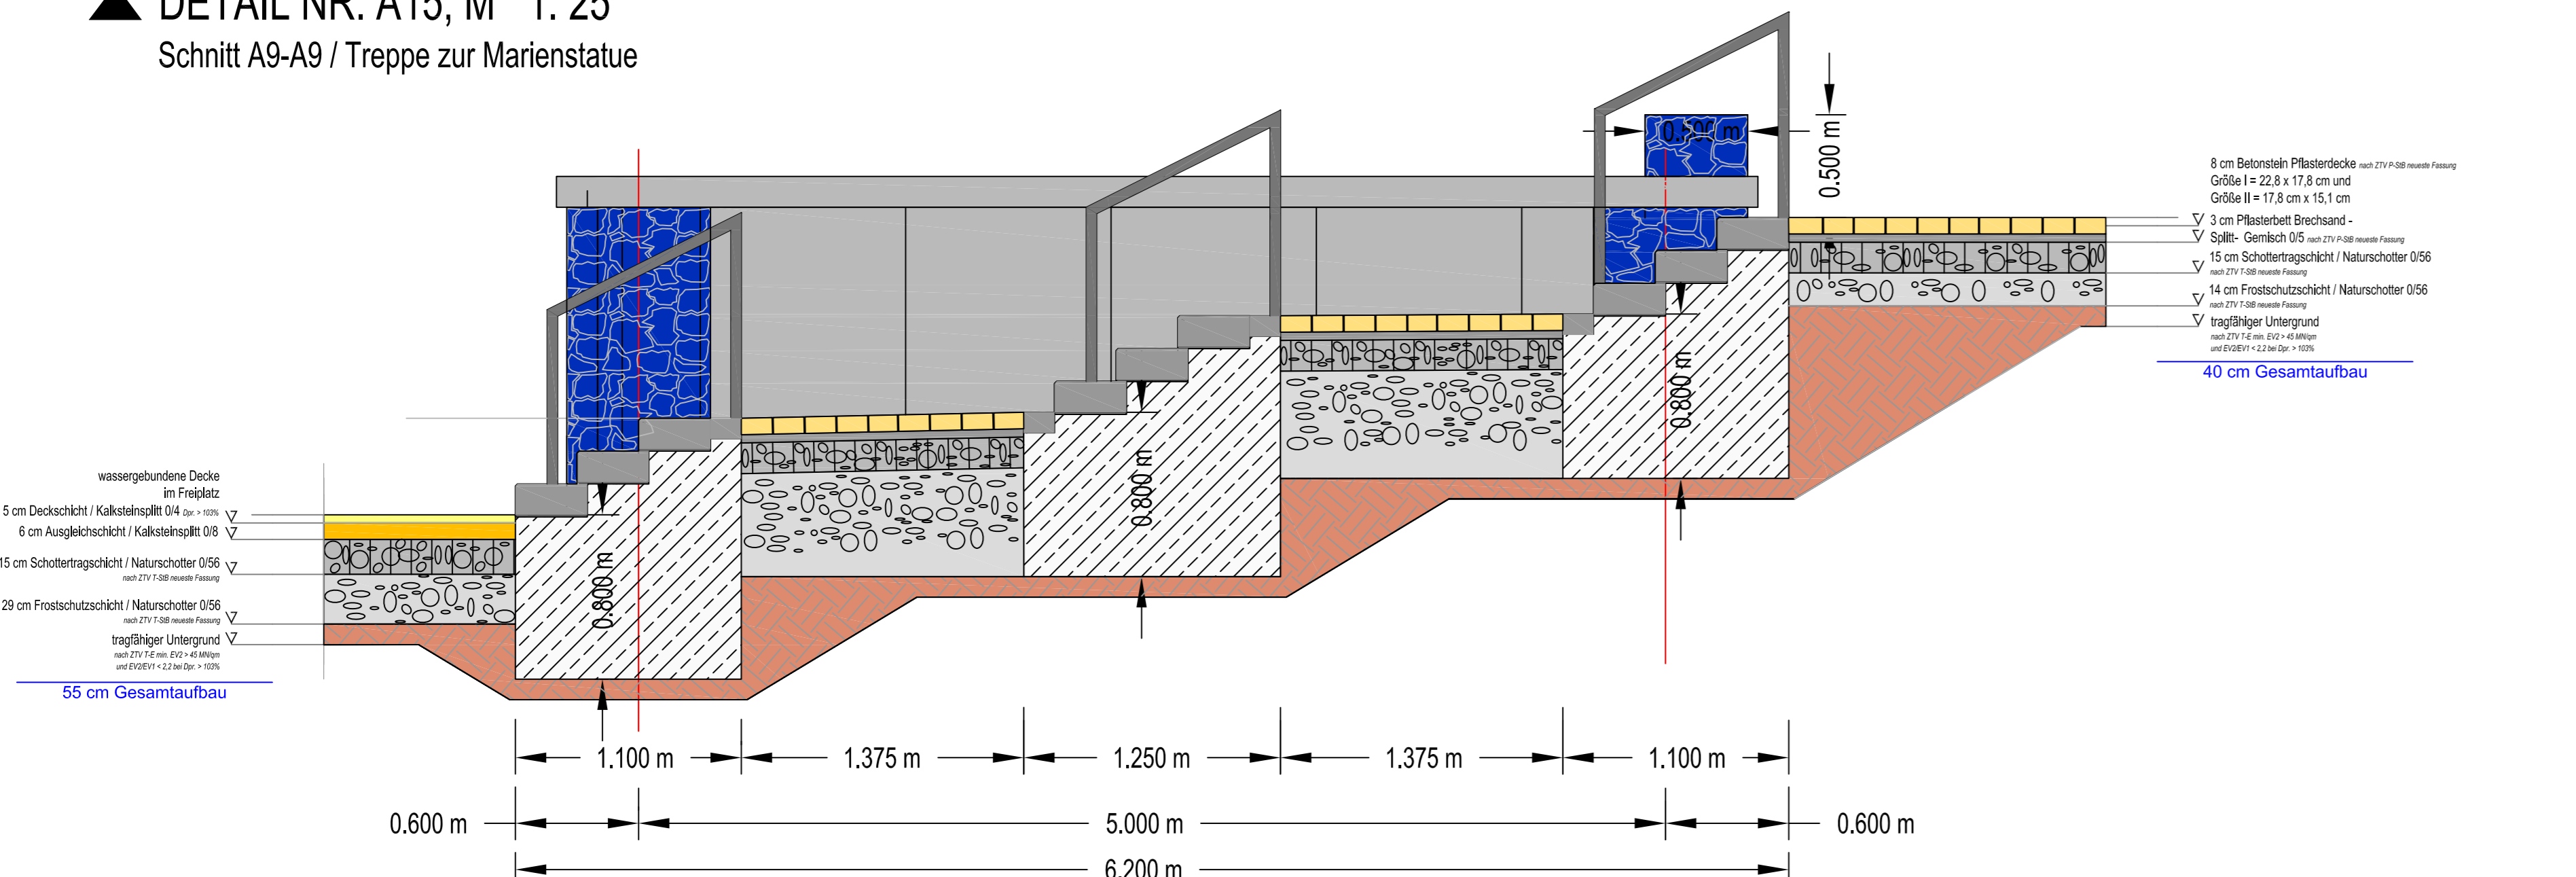 DETAIL NR. A15, M 1: 25
Schnitt A9-A9 / Treppe zur Marienstatue
0.500 m
0.500 m
8 cm Betonstein Pflasterdecke nach ZTV P-StB neueste Fassung
Größe I = 22,8 x 17,8 cm und
Größe II = 17,8 cm x 15,1 cm
3 cm Pflasterbett Brechsand -
Splitt- Gemisch 0/5 nach ZTV P-StB neueste Fassung
15 cm Schottertragschicht / Naturschotter 0/56
nach ZTV T-StB neueste Fassung
14 cm Frostschutzschicht / Naturschotter 0/56
nach ZTV T-StB neueste Fassung
tragfähiger Untergrund
nach ZTV T-E min. EV2 > 45 MN/qm
und EV2/EV1 < 2,2 bei Dpr. > 103%
40 cm Gesamtaufbau
0.800 m
0.800 m
0.800 m
wassergebundene Decke
im Freiplatz
5 cm Deckschicht / Kalksteinsplitt 0/4 Dpr. > 103%
6 cm Ausgleichschicht / Kalksteinsplitt 0/8
15 cm Schottertragschicht / Naturschotter 0/56
nach ZTV T-StB neueste Fassung
29 cm Frostschutzschicht / Naturschotter 0/56
nach ZTV T-StB neueste Fassung
tragfähiger Untergrund
nach ZTV T-E min. EV2 > 45 MN/qm
und EV2/EV1 < 2,2 bei Dpr. > 103%
55 cm Gesamtaufbau
1.100 m 1.375 m 1.250 m 1.375 m 1.100 m
0.600 m 5.000 m 0.600 m
6.200 m